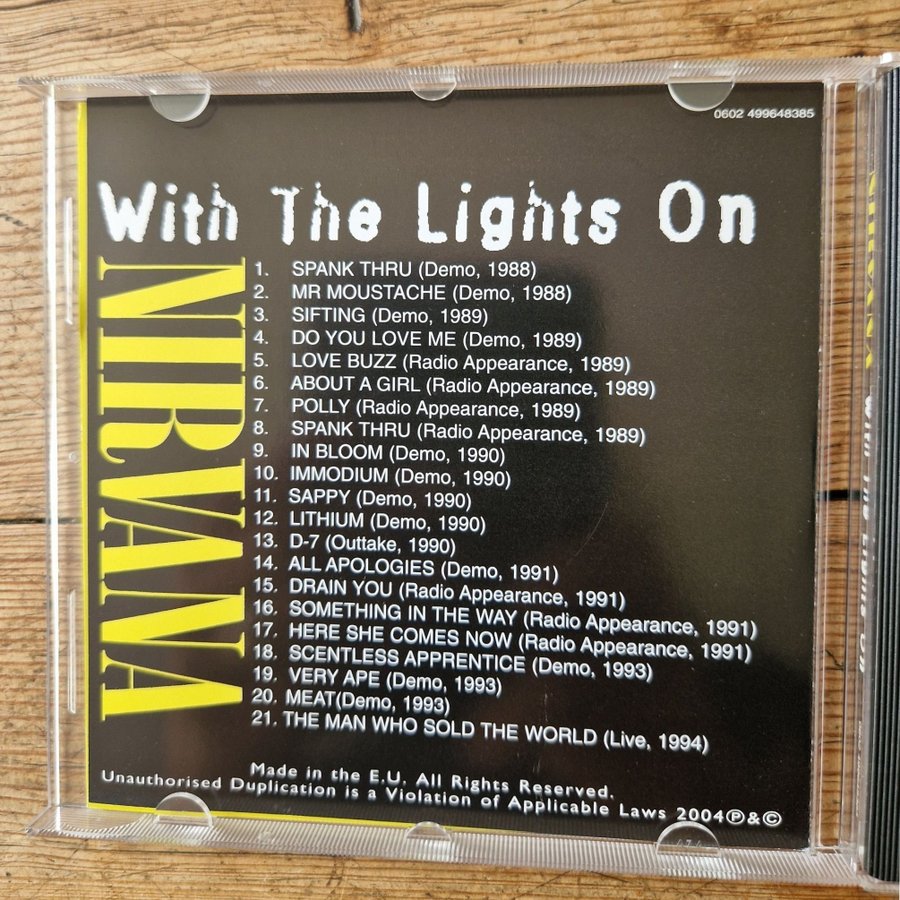 0602 499648385
With The Lights On
NIRVANA
1. SPANK THRU (Demo, 1988)
2. MR MOUSTACHE (Demo, 1988)
3. SIFTING (Demo, 1989)
4. DO YOU LOVE ME (Demo, 1989)
5. LOVE BUZZ (Radio Appearance, 1989)
6. ABOUT A GIRL (Radio Appearance, 1989)
7. POLLY (Radio Appearance, 1989)
8. SPANK THRU (Radio Appearance, 1989)
9. IN BLOOM (Demo, 1990)
10. IMMODIUM (Demo, 1990)
11. SAPPY (Demo, 1990)
12. LITHIUM (Demo, 1990)
13. D-7 (Outtake, 1990)
14. ALL APOLOGIES (Demo, 1991)
15. DRAIN YOU (Radio Appearance, 1991)
16. SOMETHING IN THE WAY (Radio Appearance, 1991)
17. HERE SHE COMES NOW (Radio Appearance, 1991)
18. SCENTLESS APPRENTICE (Demo, 1993)
19. VERY APE (Demo, 1993)
20. MEAT(Demo, 1993)
21. THE MAN WHO SOLD THE WORLD (Live, 1994)
Made in the E.U. All Rights Reserved.
Unauthorised Duplication is a Violation of Applicable Laws 2004℗&©
NIRVANA With The Lights On